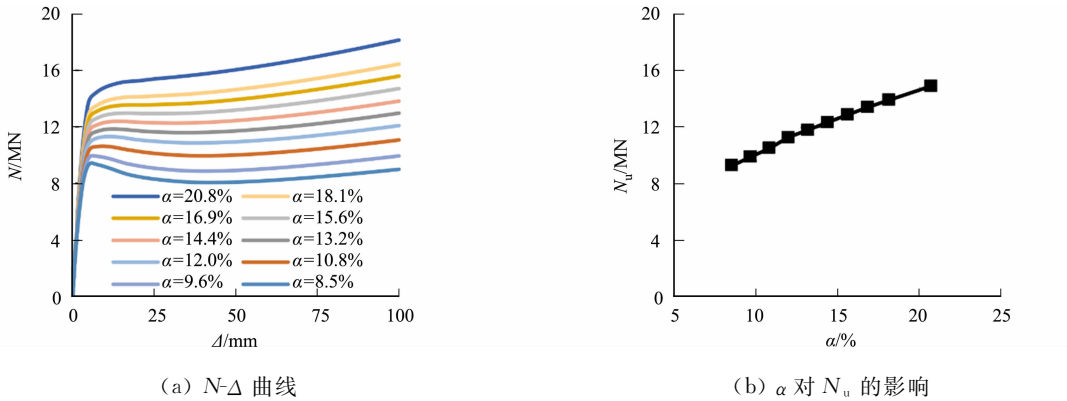 20
16
12
8
4
0
N/MN
α=20.8% α=18.1%
α=16.9% α=15.6%
α=14.4% α=13.2%
α=12.0% α=10.8%
α=9.6% α=8.5%
0 25 50 75 100
Δ/mm
(a) N-Δ 曲线
20
16
12
8
4
0
Nu/MN
5 10 15 20 25
α/%
(b) α 对 Nu 的影响